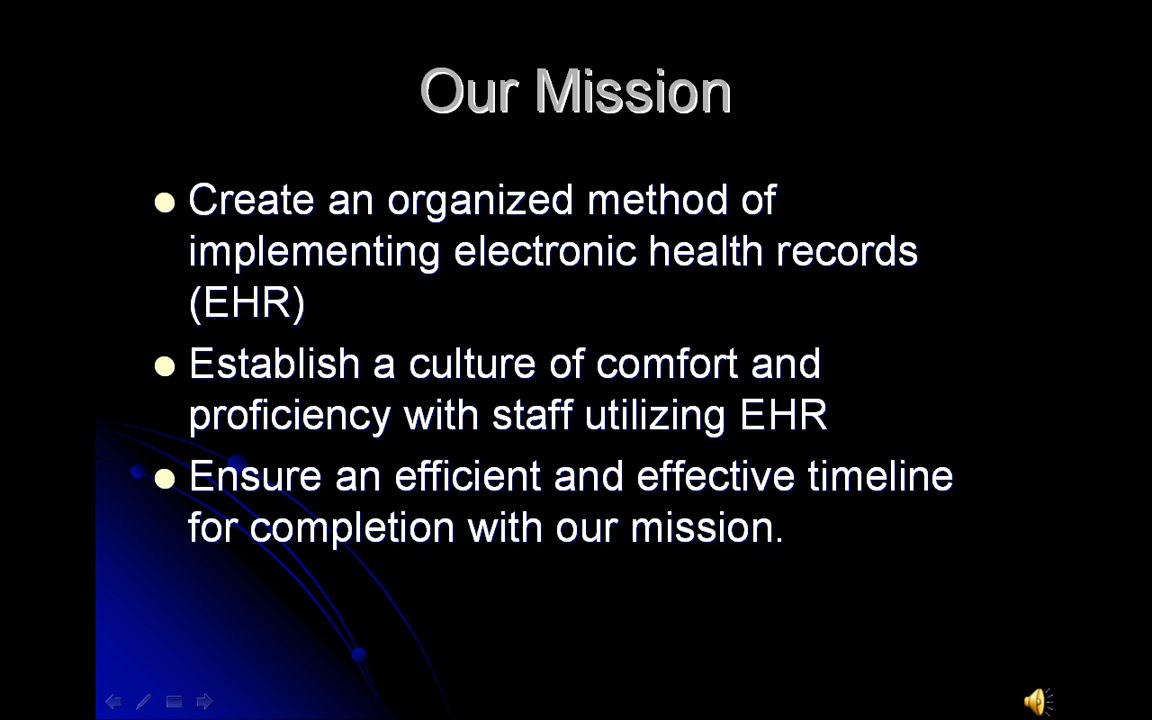 Our Mission
Create an organized method of
implementing electronic health records
(EHR)
Establish a culture of comfort and
proficiency with staff utilizing EHR
Ensure an efficient and effective timeline
for completion with our mission.